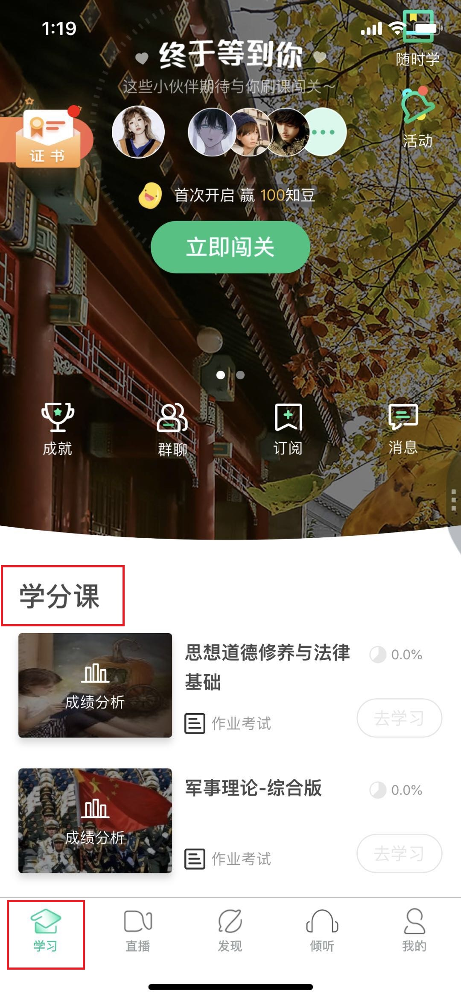 1:19
随时学
终于等到你
这些小伙伴期待与你刷课闯关～
活动
证书
首次开启 赢 100知豆
立即闯关
成就
群聊
订阅
消息
学分课
思想道德修养与法律
基础
0.0%
成绩分析
作业考试
去学习
军事理论-综合版
0.0%
成绩分析
作业考试
去学习
学习
直播
发现
倾听
我的